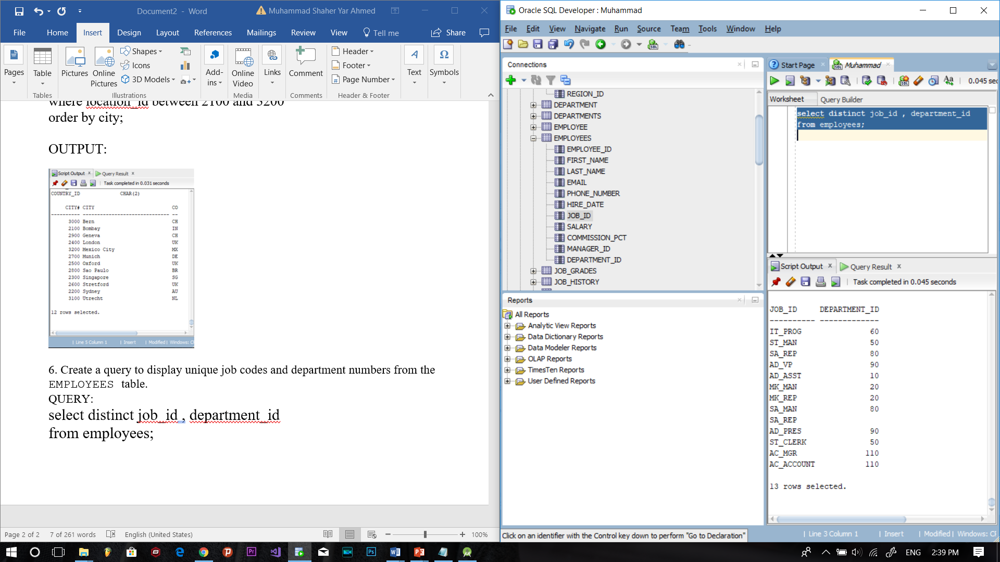 Document2 - Word
Muhammad Shaher Yar Ahmed
File Home Insert Design Layout References Mailings Review View Tell me Share
Pages
Table
Pictures
Online Pictures
Shapes
Icons
3D Models
Add-ins
Online Video
Links
Comment
Header
Footer
Page Number
Text
Symbols
Tables Illustrations Media Comments Header & Footer
where location_id between 2100 and 3200
order by city;
OUTPUT:
Script Output x Query Result x
Task completed in 0.031 seconds
COUNTRY_ID CHAR(2)
CITY# CITY CO
---------- ------------------------------ --
3000 Bern CH
2100 Bombay IN
2900 Geneva CH
2400 London UK
3200 Mexico City MX
2700 Munich DE
2500 Oxford UK
2800 Sao Paulo BR
2300 Singapore SG
2600 Stretford UK
2200 Sydney AU
3100 Utrecht NL
12 rows selected.
| Line 5 Column 1 | Insert | Modified | Windows: CF
6. Create a query to display unique job codes and department numbers from the
EMPLOYEES table.
QUERY:
select distinct job_id , department_id
from employees;
Page 2 of 2 7 of 261 words English (United States) 100%
Oracle SQL Developer : Muhammad
File Edit View Navigate Run Source Team Tools Window Help
Connections
REGION_ID
DEPARTMENT
DEPARTMENTS
EMPLOYEE
EMPLOYEES
EMPLOYEE_ID
FIRST_NAME
LAST_NAME
EMAIL
PHONE_NUMBER
HIRE_DATE
JOB_ID
SALARY
COMMISSION_PCT
MANAGER_ID
DEPARTMENT_ID
JOB_GRADES
JOB_HISTORY
Reports
All Reports
Analytic View Reports
Data Dictionary Reports
Data Modeler Reports
OLAP Reports
TimesTen Reports
User Defined Reports
Start Page Muhammad
0.045 sec
Worksheet Query Builder
select distinct job_id , department_id
from employees;
Script Output x Query Result x
Task completed in 0.045 seconds
JOB_ID DEPARTMENT_ID
---------- -------------
IT_PROG 60
ST_MAN 50
SA_REP 80
AD_VP 90
AD_ASST 10
MK_MAN 20
MK_REP 20
SA_MAN 80
SA_REP
AD_PRES 90
ST_CLERK 50
AC_MGR 110
AC_ACCOUNT 110
13 rows selected.
Click on an identifier with the Control key down to perform "Go to Declaration"
| Line 3 Column 1 | Insert | Modified | Windows: CF
ENG 2:39 PM